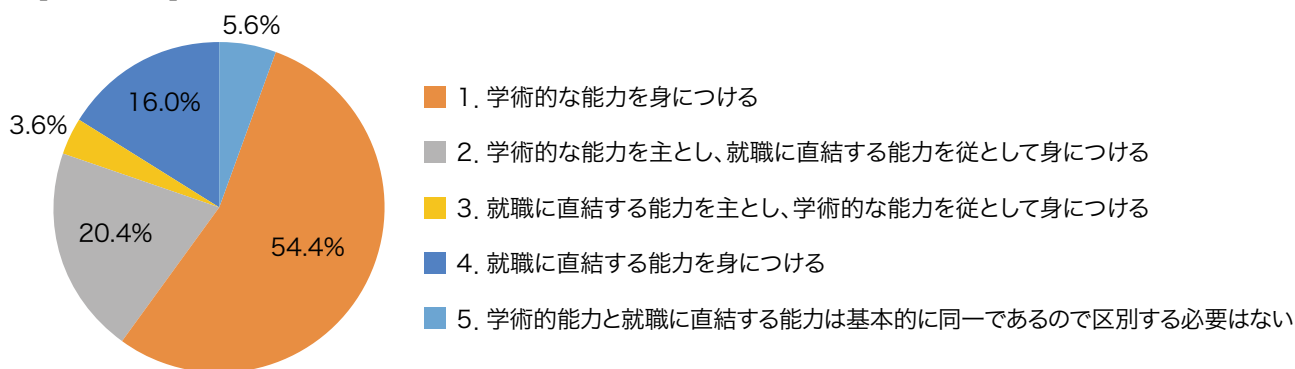 5.6%
16.0%
3.6%
20.4%
54.4%
1. 学術的な能力を身につける
2. 学術的な能力を主とし、就職に直結する能力を従として身につける
3. 就職に直結する能力を主とし、学術的な能力を従として身につける
4. 就職に直結する能力を身につける
5. 学術的能力と就職に直結する能力は基本的に同一であるので区別する必要はない